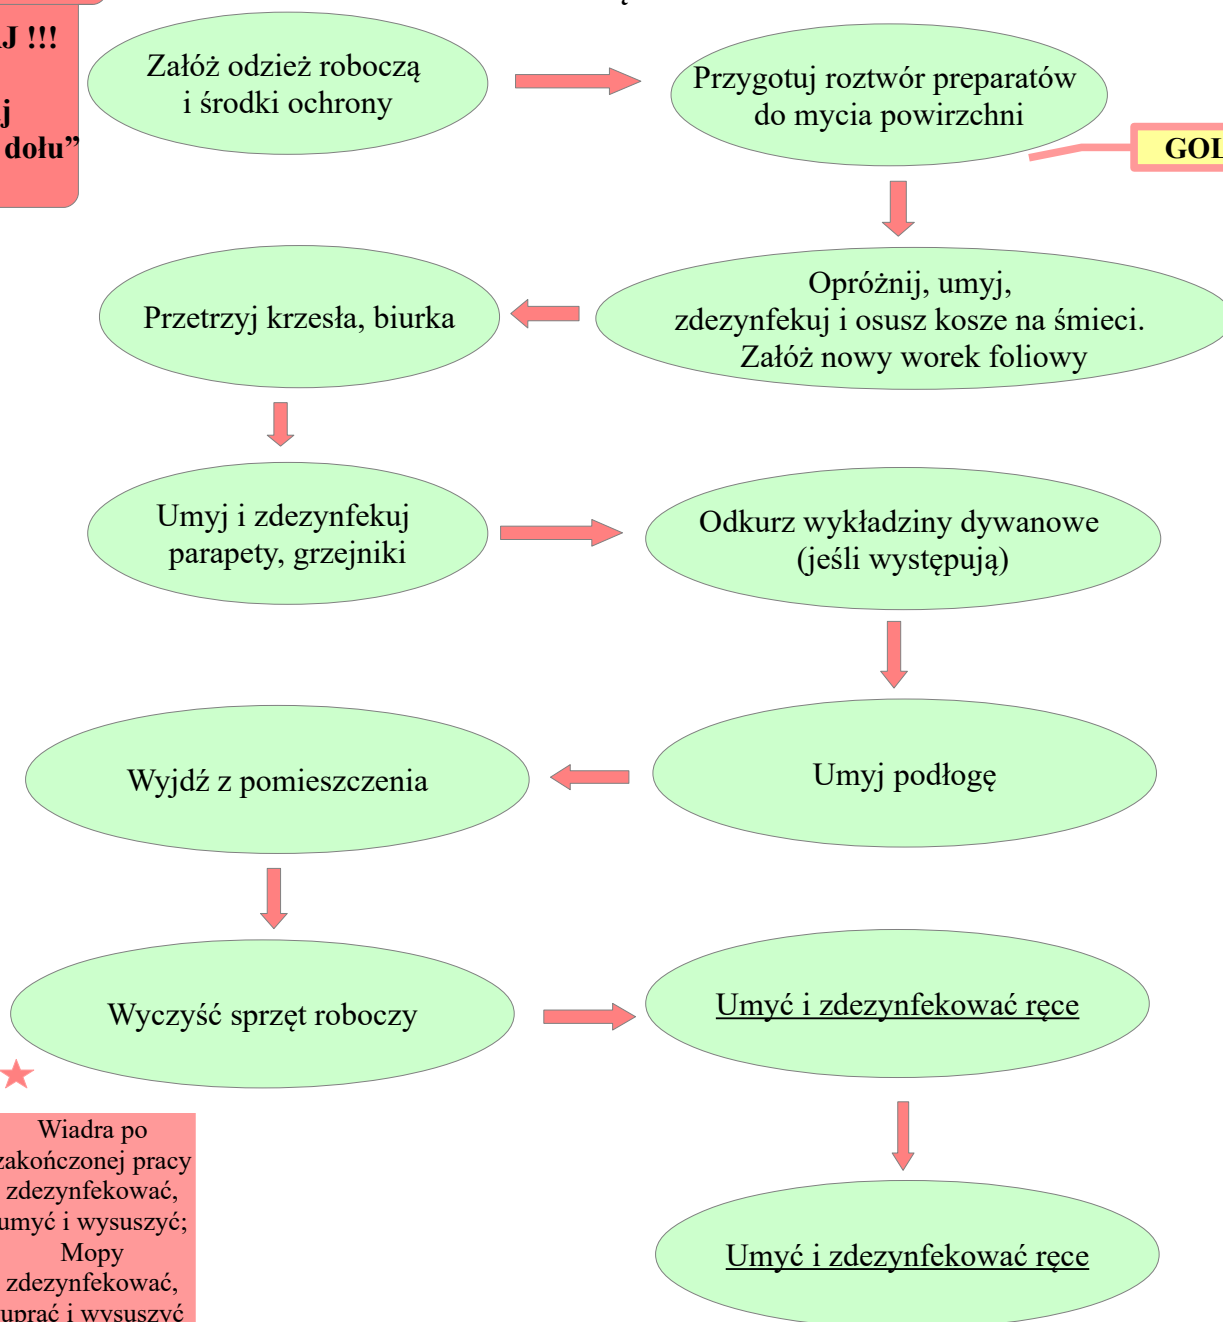 J !!!
j
dołu”
Załóż odzież roboczą
i środki ochrony
Przygotuj roztwór preparatów
do mycia powirzchni
GOL
Opróżnij, umyj,
zdezynfekuj i osusz kosze na śmieci.
Załóż nowy worek foliowy
Przetrzyj krzesła, biurka
Umyj i zdezynfekuj
parapety, grzejniki
Odkurz wykładziny dywanowe
(jeśli występują)
Umyj podłogę
Wyjdź z pomieszczenia
Wyczyść sprzęt roboczy
Umyć i zdezynfekować ręce
Wiadra po
zakończonej pracy
zdezynfekować,
umyć i wysuszyć;
Mopy
zdezynfekować,
uprać i wysuszyć
Umyć i zdezynfekować ręce